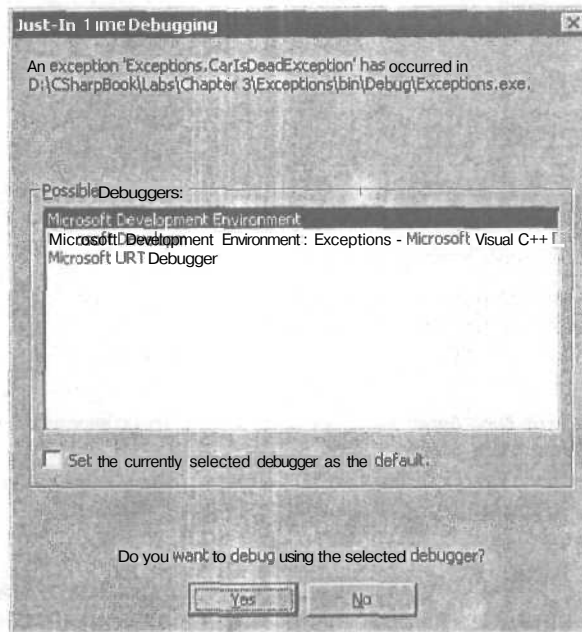 Just-In Time Debugging
An exception 'Exceptions.CarIsDeadException' has occurred in
D:\CSharpBook\Labs\Chapter 3\Exceptions\bin\Debug\Exceptions.exe.
Possible Debuggers:
Microsoft Development Environment
Microsoft Development Environment: Exceptions - Microsoft Visual C++ [
Microsoft URT Debugger
Set the currently selected debugger as the default.
Do you want to debug using the selected debugger?
Yes
No